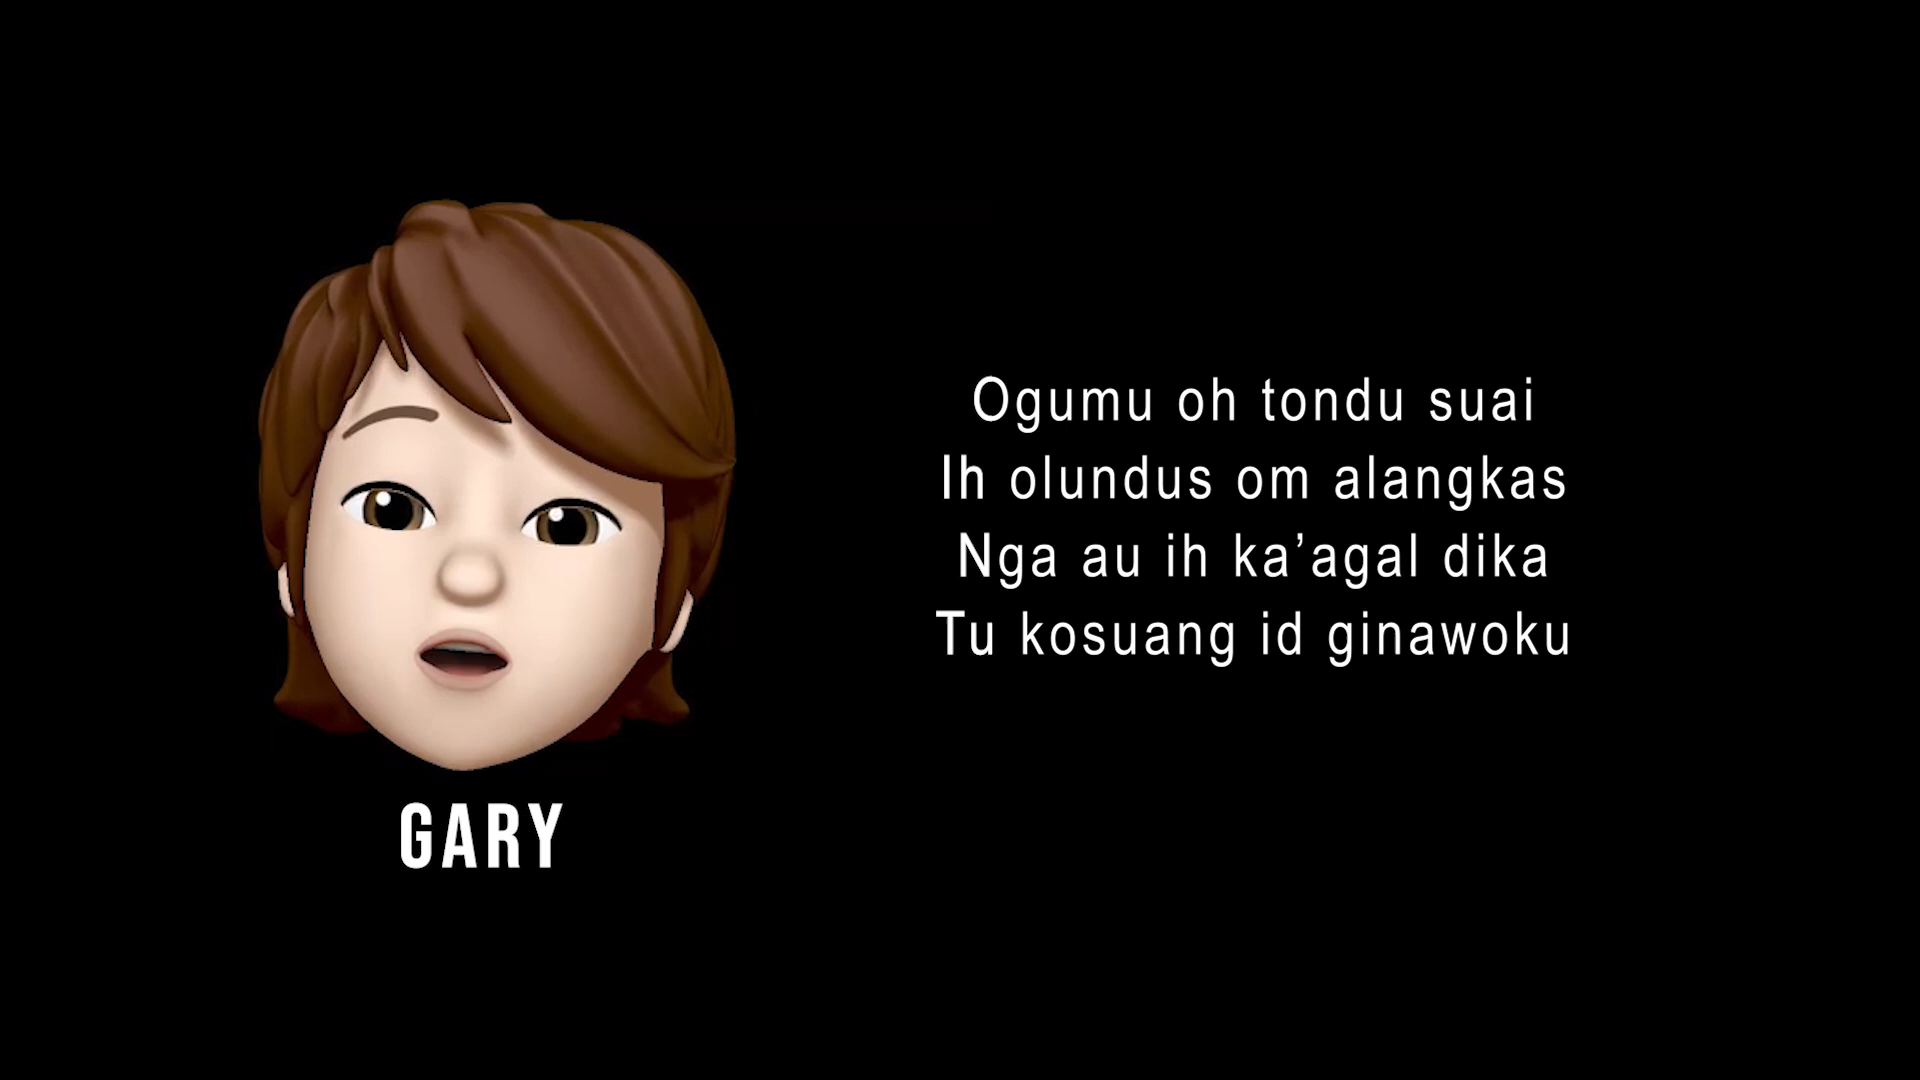 Ogumu oh tondu suai
Ih olundus om alangkas
Nga au ih ka’agal dika
Tu kosuang id ginawoku
GARY